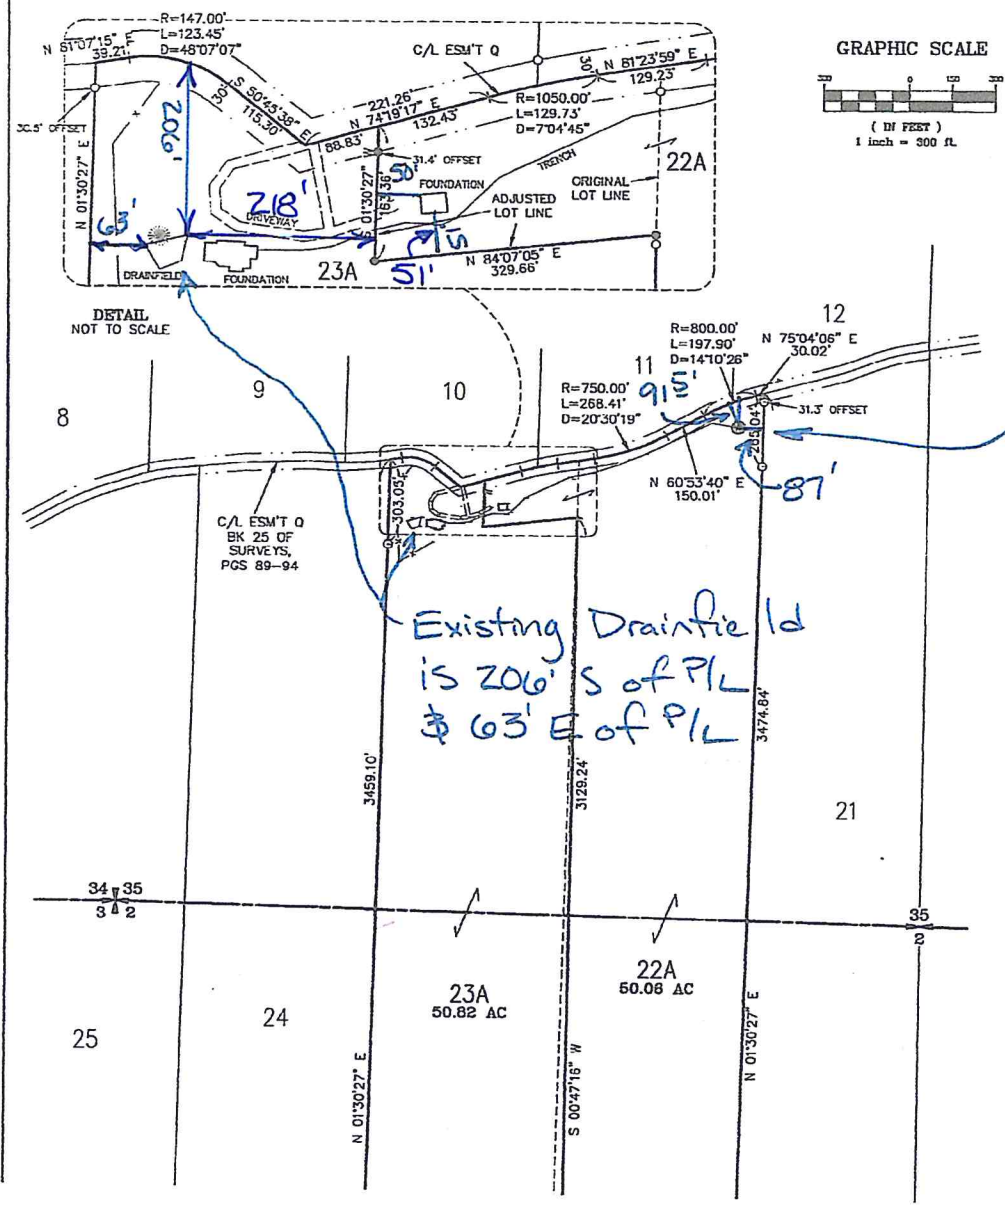 R=147.00'
L=123.45'
D=48°07'07"
N 81°07'15" E
39.21'
30'
S 50°45'38" E
115.30'
C/L ESM'T Q
30'
N 81°23'59" E
129.23'
221.26'
N 74°19'17" E
132.43'
88.83'
R=1050.00'
L=129.73'
D=7°04'45"
30.5' OFFSET
N 01°30'27" E
206'
63'
218'
DRIVEWAY
31.4' OFFSET
50'
S 01°30'27" E
163.36'
FOUNDATION
TRENCH
ORIGINAL
LOT LINE
22A
ADJUSTED
LOT LINE
51'
N 84°07'05" E
329.66'
DRAINFIELD
FOUNDATION
23A
DETAIL
NOT TO SCALE
GRAPHIC SCALE
0
150
300
( IN FEET )
1 inch = 300 ft.
8
9
10
11
12
R=800.00'
L=197.90'
D=14°10'26"
N 75°04'06" E
30.02'
R=750.00'
L=268.41'
D=20°30'19"
915'
31.3' OFFSET
265.04'
87'
N 60°53'40" E
150.01'
C/L ESM'T Q
BK 25 OF
SURVEYS,
PGS 89-94
303.05'
Existing Drainfield
is 206' S of P/L
& 63' E of P/L
3459.10'
3129.24'
3474.84'
21
34 35
3 2
35
2
23A
50.82 AC
22A
50.06 AC
24
25
N 01°30'27" E
S 00°47'16" W
N 01°30'27" E